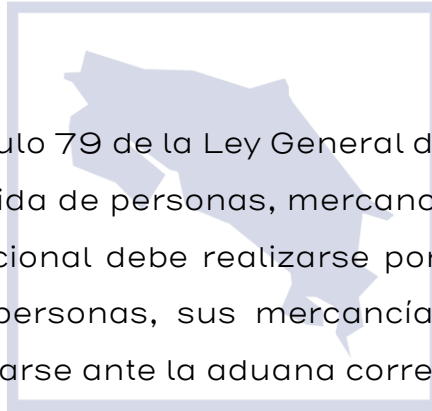 ulo 79 de la Ley General d
ida de personas, mercanc
cional debe realizarse por
personas, sus mercancía
arse ante la aduana corre